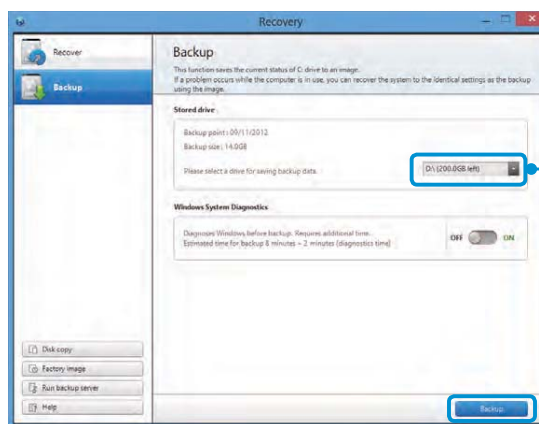 Recovery
Recover
Backup
Backup
This function saves the current status of C: drive to an image.
If a problem occurs while the computer is in use, you can recover the system to the identical settings as the backup
using the image.
Stored drive
Backup point : 09/11/2012
Backup size : 14.0GB
Please select a drive for saving backup data.
D:\ (200.0GB left)
Windows System Diagnostics
Diagnoses Windows before backup. Requires additional time.
Estimated time for backup 8 minutes + 2 minutes (diagnostics time)
OFF ON
Disk copy
Factory image
Run backup server
Help
Backup